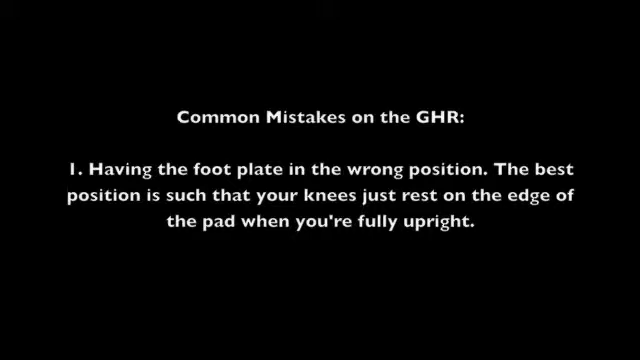 Common Mistakes on the GHR:
1. Having the foot plate in the wrong position. The best
position is such that your knees just rest on the edge of
the pad when you're fully upright.